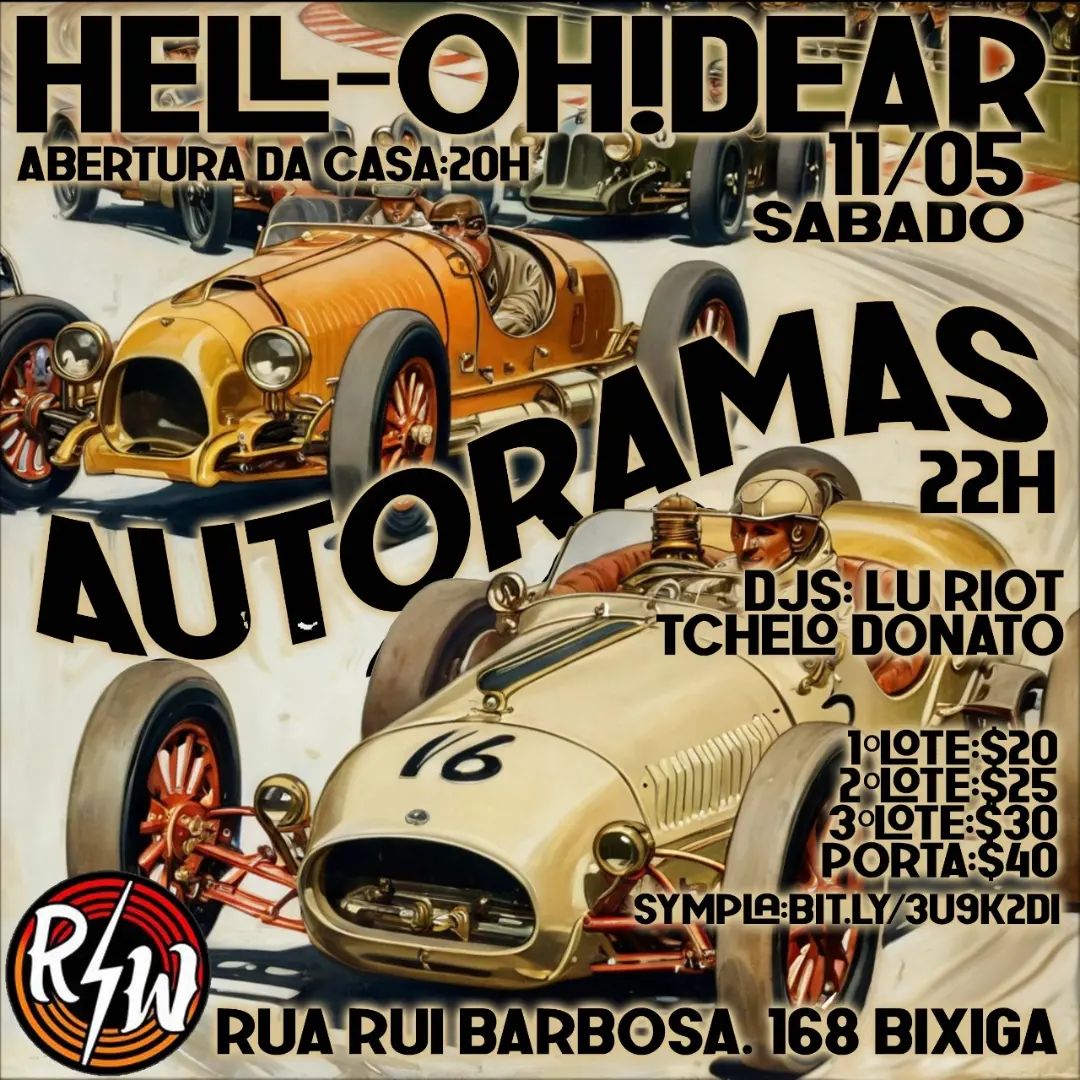 HELL-OH!DEAR
ABERTURA DA CASA:20H
11/05
SABADO
AUTORAMAS
22H
DJS: LU RIOT
TCHELO DONATO
16
2
1ºLOTE:$20
2ºLOTE:$25
3ºLOTE:$30
PORTA:$40
SYMPLA:BIT.LY/3U9K2DI
R W
RUA RUI BARBOSA. 168 BIXIGA